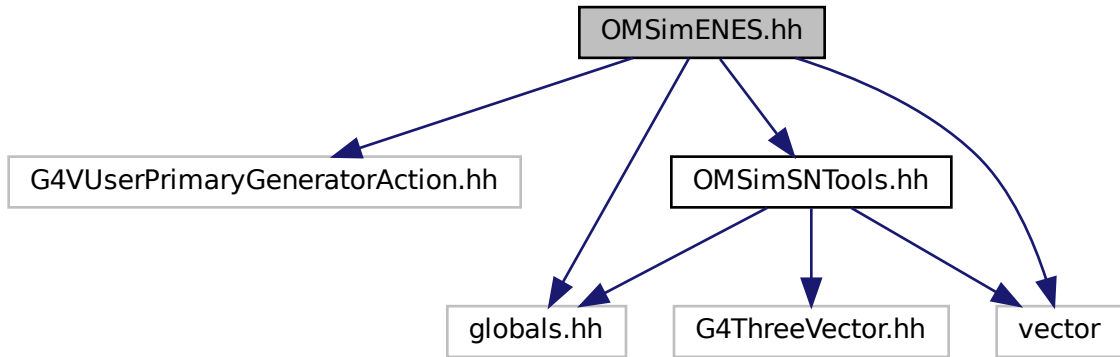 OMSimENES.hh
G4VUserPrimaryGeneratorAction.hh
OMSimSNTools.hh
globals.hh
G4ThreeVector.hh
vector